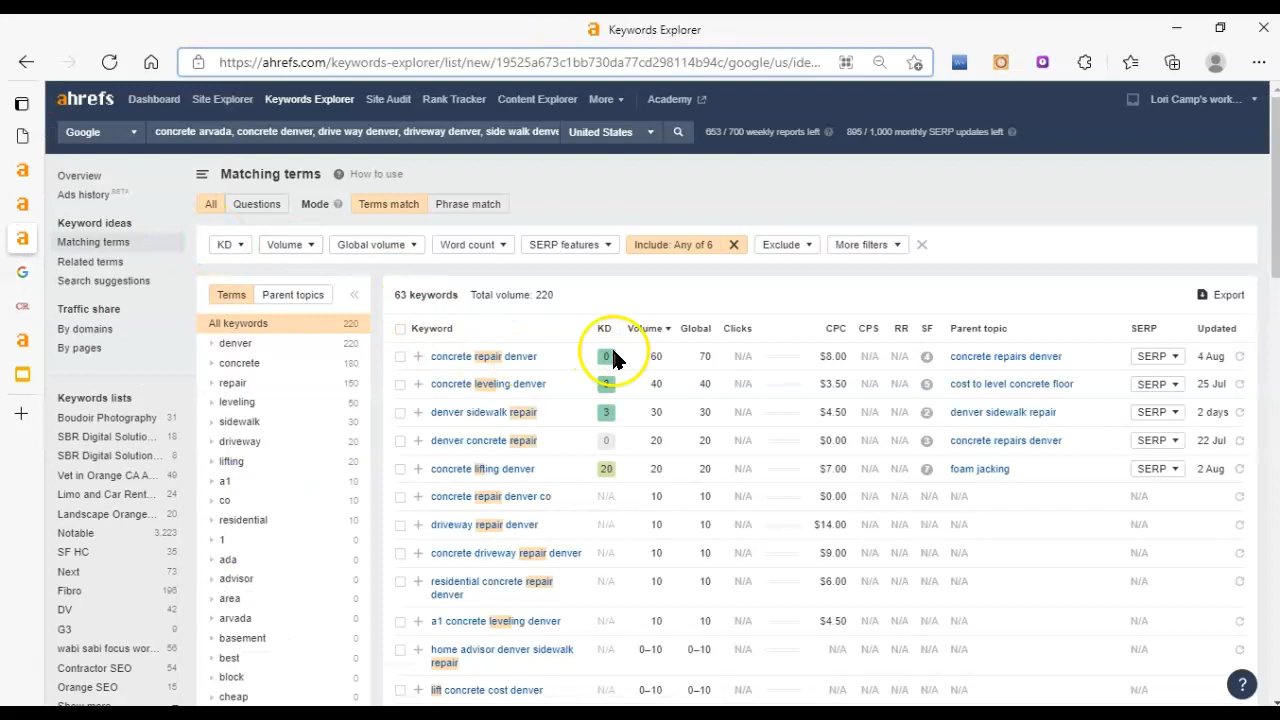 Keywords Explorer
https://ahrefs.com/keywords-explorer/list/new/19525a673c1bb730da77cd298114b94c/google/us/ide...
ahrefs Dashboard Site Explorer Keywords Explorer Site Audit Rank Tracker Content Explorer More Academy Lori Camp's work...
Google concrete arvada, concrete denver, drive way denver, driveway denver, side walk denve United States 653 / 700 weekly reports left 895 / 1,000 monthly SERP updates left
Overview
Ads history BETA
Keyword ideas
Matching terms
Related terms
Search suggestions
Traffic share
By domains
By pages
Keywords lists
Boudoir Photography 31
SBR Digital Solutio... 18
SBR Digital Solution... 8
Vet in Orange CA A... 49
Limo and Car Rent... 24
Landscape Orange... 20
Notable 3,223
SF HC 35
Next 73
Fibro 196
DV 42
G3 9
wabi sabi focus wor... 56
Contractor SEO 54
Orange SEO 15
Show more
Matching terms How to use
All Questions Mode Terms match Phrase match
KD Volume Global volume Word count SERP features Include: Any of 6 Exclude More filters
Terms Parent topics
All keywords 220
denver 220
concrete 180
repair 150
leveling 50
sidewalk 30
driveway 20
lifting 20
a1 10
co 10
residential 10
1 0
ada 0
advisor 0
area 0
arvada 0
basement 0
best 0
block 0
cheap 0
63 keywords Total volume: 220 Export
Keyword KD Volume Global Clicks CPC CPS RR SF Parent topic SERP Updated
concrete repair denver 0 60 70 N/A $8.00 N/A N/A 4 concrete repairs denver SERP 4 Aug
concrete leveling denver 40 40 N/A $3.50 N/A N/A 5 cost to level concrete floor SERP 25 Jul
denver sidewalk repair 3 30 30 N/A $4.50 N/A N/A 2 denver sidewalk repair SERP 2 days
denver concrete repair 0 20 20 N/A $0.00 N/A N/A 3 concrete repairs denver SERP 22 Jul
concrete lifting denver 20 20 20 N/A $7.00 N/A N/A 7 foam jacking SERP 2 Aug
concrete repair denver co N/A 10 10 N/A $0.00 N/A N/A N/A N/A N/A
driveway repair denver N/A 10 10 N/A $14.00 N/A N/A N/A N/A N/A
concrete driveway repair denver N/A 10 10 N/A $9.00 N/A N/A N/A N/A N/A
residential concrete repair
denver N/A 10 10 N/A $6.00 N/A N/A N/A N/A N/A
a1 concrete leveling denver N/A 10 10 N/A $4.50 N/A N/A N/A N/A N/A
home advisor denver sidewalk
repair N/A 0–10 0–10 N/A N/A N/A N/A N/A N/A N/A
lift concrete cost denver N/A 0–10 0–10 N/A N/A N/A N/A N/A N/A N/A